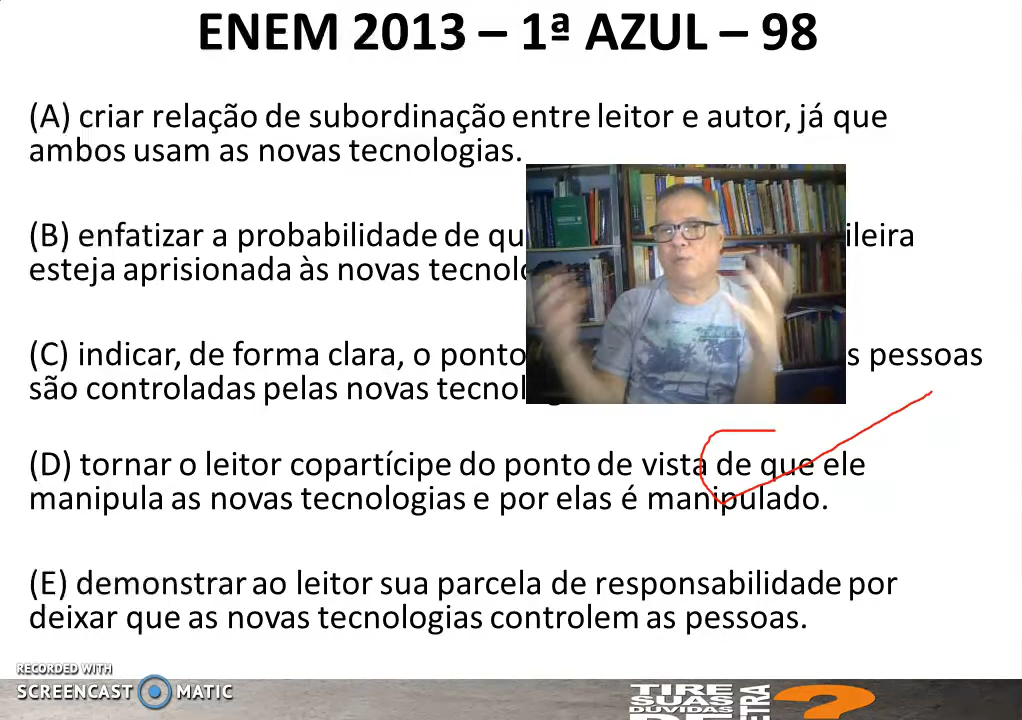 ENEM 2013 – 1ª AZUL – 98
(A) criar relação de subordinação entre leitor e autor, já que
ambos usam as novas tecnologias.
(B) enfatizar a probabilidade de qu ileira
esteja aprisionada às novas tecnol
(C) indicar, de forma clara, o ponto s pessoas
são controladas pelas novas tecnol
(D) tornar o leitor copartícipe do ponto de vista de que ele
manipula as novas tecnologias e por elas é manipulado.
(E) demonstrar ao leitor sua parcela de responsabilidade por
deixar que as novas tecnologias controlem as pessoas.
RECORDED WITH
SCREENCAST MATIC
TIRE
SUAS
DÚVIDAS
DE
ETRA
?